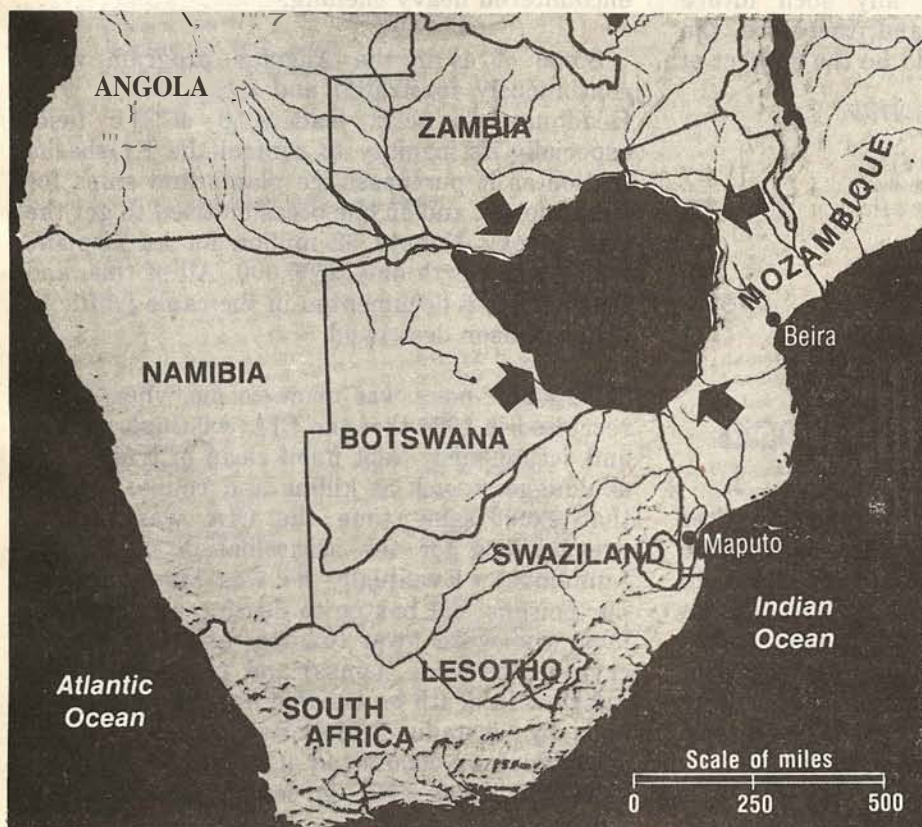 ANGOLA
ZAMBIA
MOZAMBIQUE
Beira
NAMIBIA
BOTSWANA
SWAZILAND
Maputo
Indian
Ocean
LESOTHO
Atlantic
Ocean
SOUTH
AFRICA
Scale of miles
0 250 500